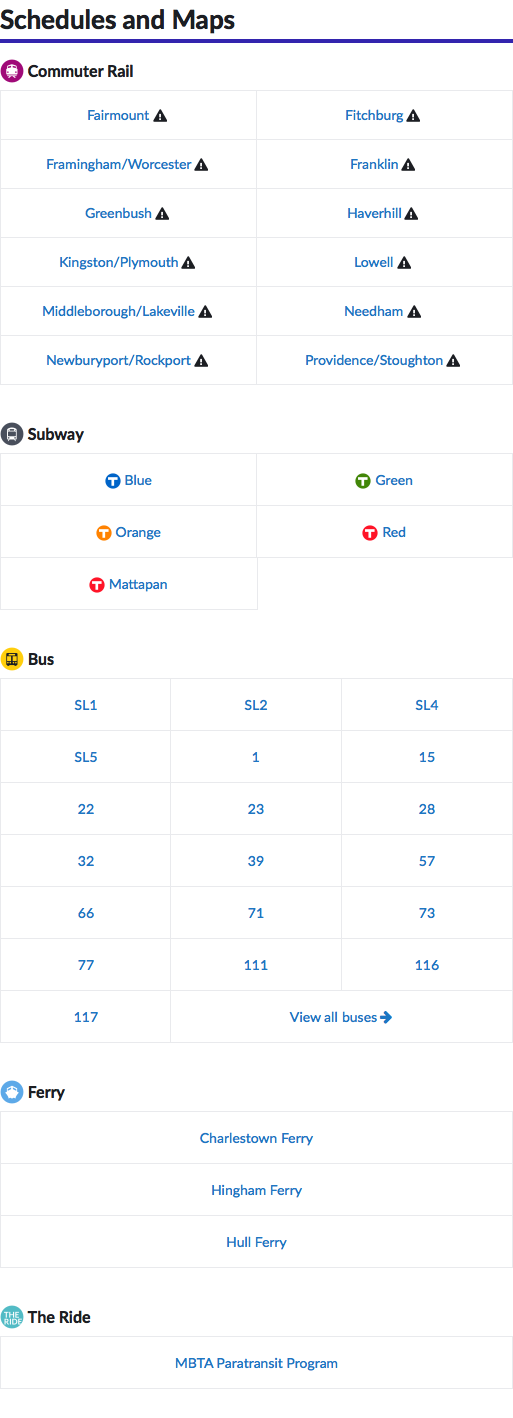 Schedules and Maps
Commuter Rail
Fairmount Fitchburg
Framingham/Worcester Franklin
Greenbush Haverhill
Kingston/Plymouth Lowell
Middleborough/Lakeville Needham
Newburyport/Rockport Providence/Stoughton
Subway
T Blue T Green
T Orange T Red
T Mattapan
Bus
SL1 SL2 SL4
SL5 1 15
22 23 28
32 39 57
66 71 73
77 111 116
117 View all buses
Ferry
Charlestown Ferry
Hingham Ferry
Hull Ferry
THE RIDE The Ride
MBTA Paratransit Program